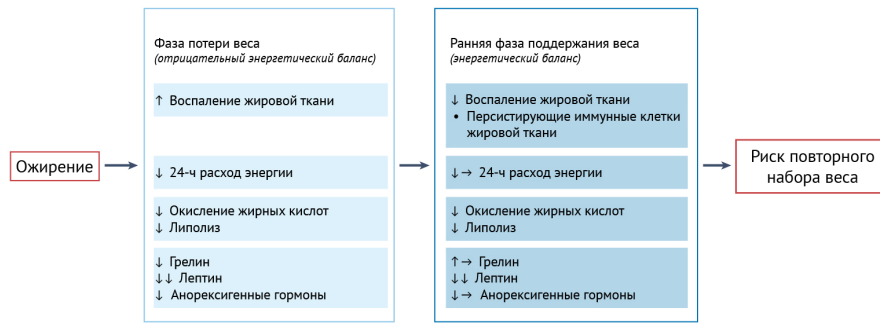 Ожирение
Фаза потери веса
(отрицательный энергетический баланс)
↑ Воспаление жировой ткани
↓ 24-ч расход энергии
↓ Окисление жирных кислот
↓ Липолиз
↓ Грелин
↓↓ Лептин
↓ Анорексигенные гормоны
Ранняя фаза поддержания веса
(энергетический баланс)
↓ Воспаление жировой ткани
• Персистирующие иммунные клетки
жировой ткани
↓→ 24-ч расход энергии
↓ Окисление жирных кислот
↓ Липолиз
↑→ Грелин
↓↓ Лептин
↓→ Анорексигенные гормоны
Риск повторного
набора веса